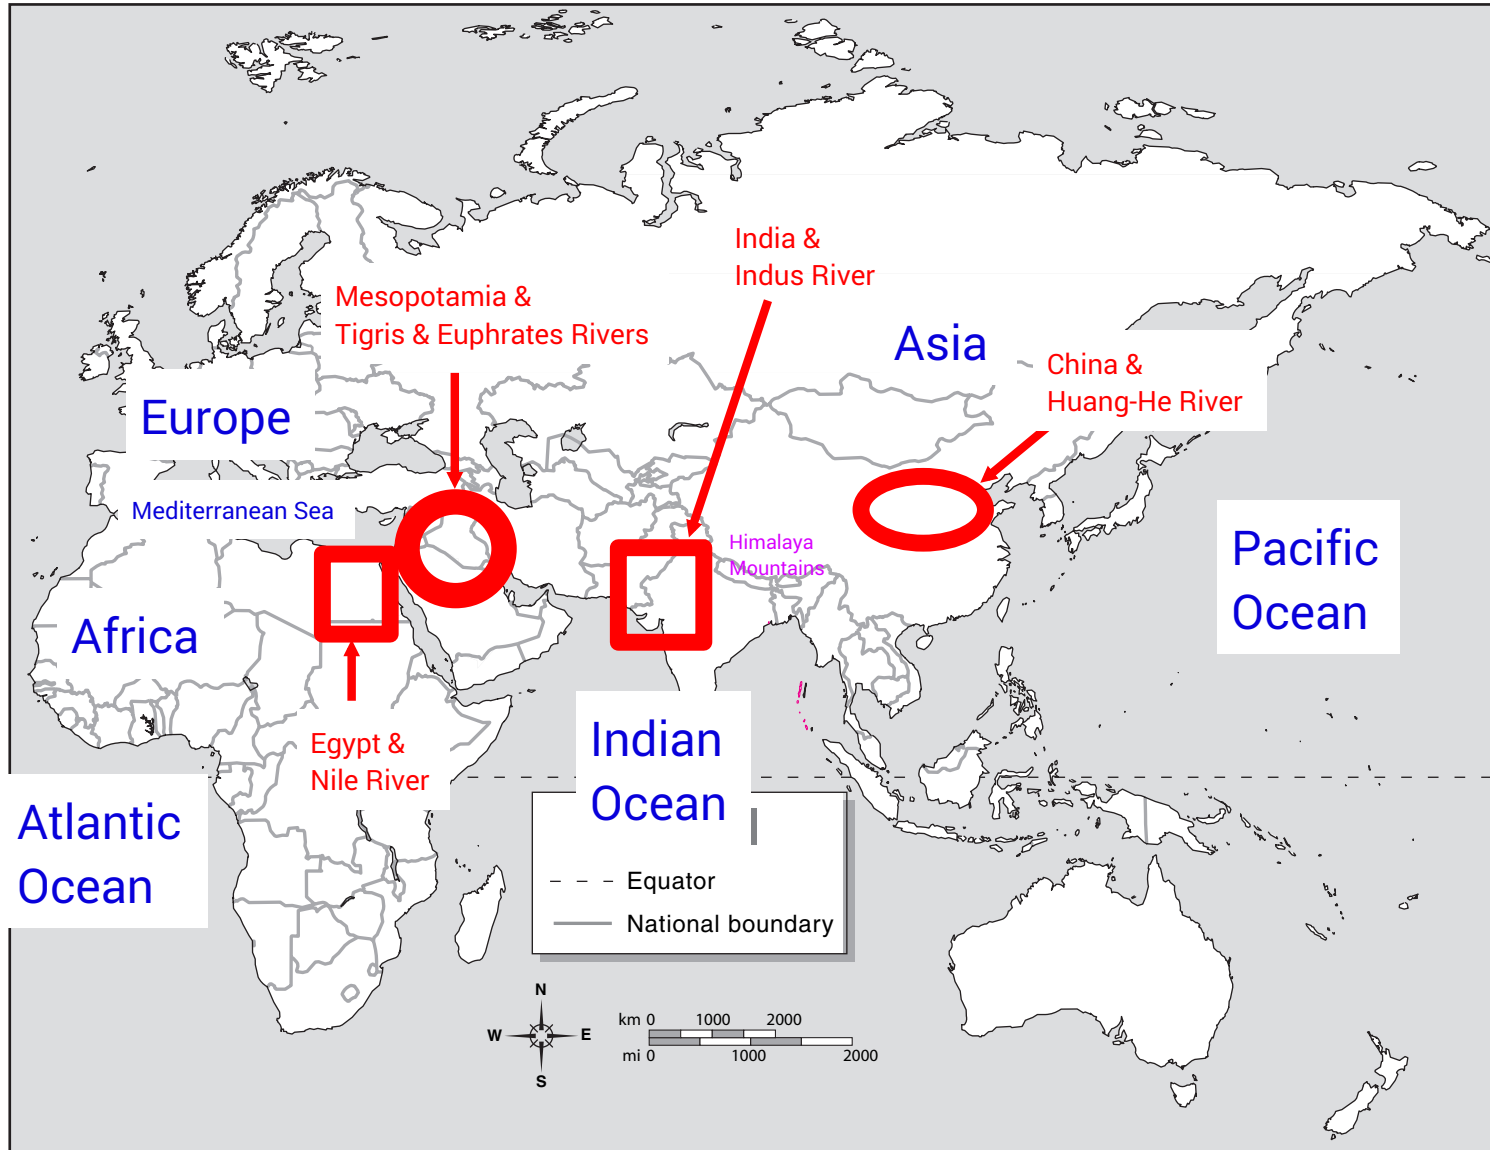 India &
Indus River
Mesopotamia &
Tigris & Euphrates Rivers
Asia
China &
Huang-He River
Europe
Mediterranean Sea
Himalaya
Mountains
Pacific
Ocean
Africa
Egypt &
Nile River
Indian
Ocean
Atlantic
Ocean
Equator
National boundary
N
W
E
S
km 0 1000 2000
mi 0 1000 2000